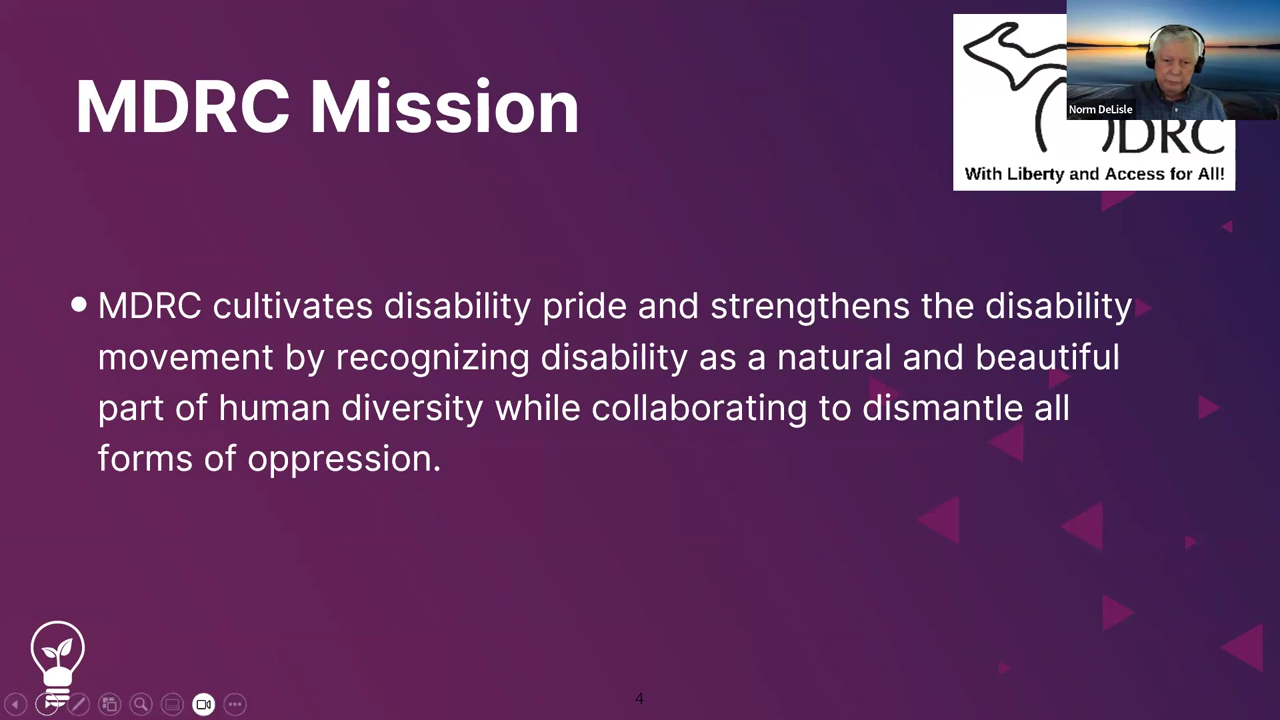 MDRC Mission
Norm DeLisle
DRC
With Liberty and Access for All!
MDRC cultivates disability pride and strengthens the disability
movement by recognizing disability as a natural and beautiful
part of human diversity while collaborating to dismantle all
forms of oppression.
4